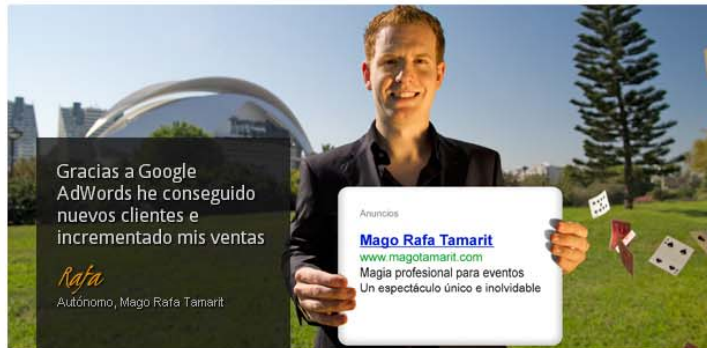 Gracias a Google
AdWords he conseguido
nuevos clientes e
incrementado mis ventas
Rafa
Autónomo, Mago Rafa Tamarit
Anuncios
Mago Rafa Tamarit
www.magotamarit.com
Magia profesional para eventos
Un espectáculo único e inolvidable